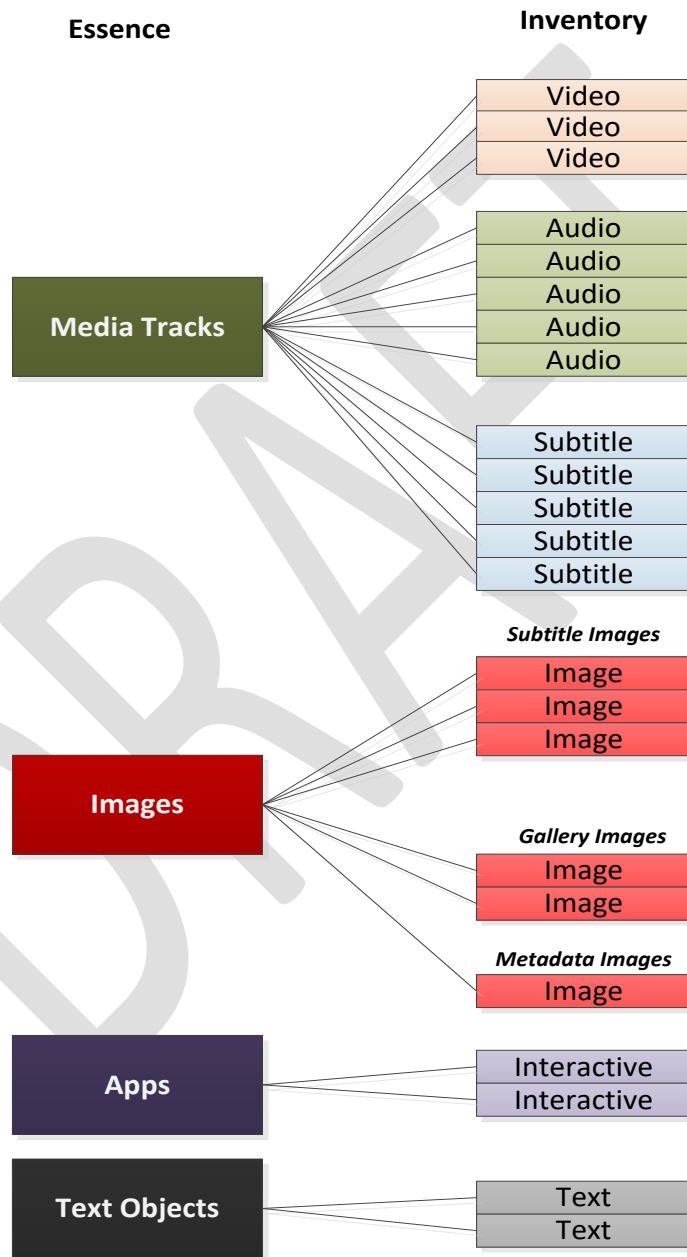 Essence
Inventory
Video
Video
Video
Media Tracks
Audio
Audio
Audio
Audio
Audio
Subtitle
Subtitle
Subtitle
Subtitle
Subtitle
Images
Subtitle Images
Image
Image
Image
Gallery Images
Image
Image
Metadata Images
Image
Apps
Interactive
Interactive
Text Objects
Text
Text
DRAFT